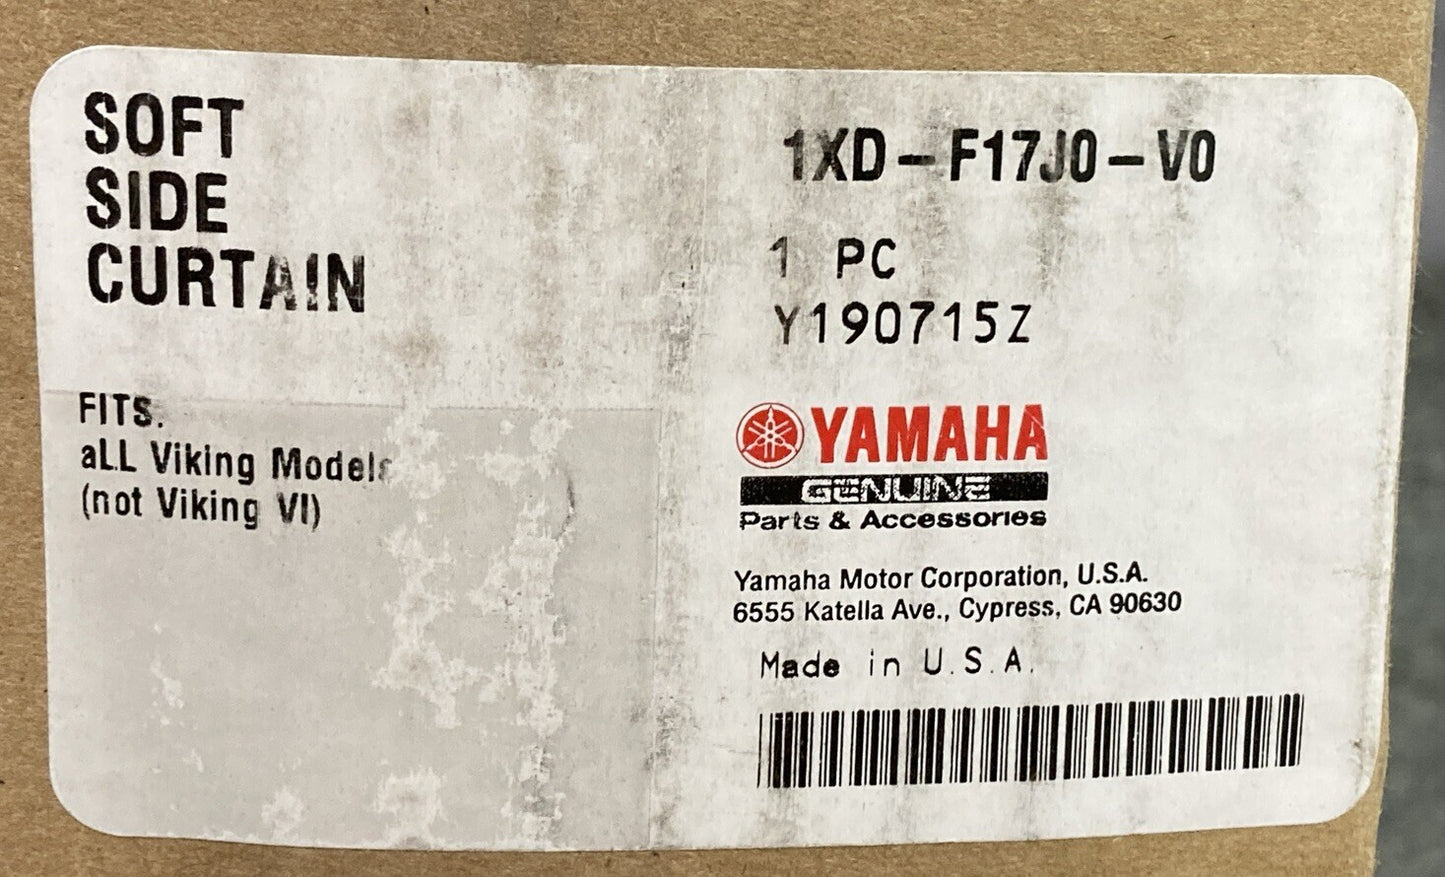 SOFT
SIDE
CURTAIN
FITS.
aLL Viking Models
(not Viking VI)
1XD-F17J0-V0
1 PC
Y190715Z
YAMAHA
GENUINE
Parts & Accessories
Yamaha Motor Corporation, U.S.A.
6555 Katella Ave., Cypress, CA 90630
Made in U.S.A.